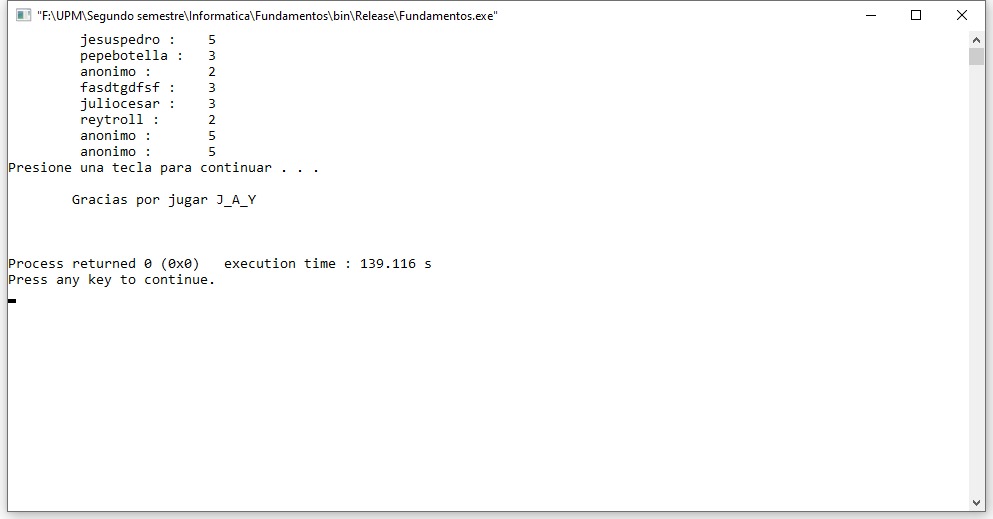 "F:\UPM\Segundo semestre\Informatica\Fundamentos\bin\Release\Fundamentos.exe"
jesuspedro :    5
pepebotella :   3
anonimo :       2
fasdtgdfsf :    3
juliocesar :    3
reytroll :      2
anonimo :       5
anonimo :       5
Presione una tecla para continuar . . .
Gracias por jugar J_A_Y
Process returned 0 (0x0)   execution time : 139.116 s
Press any key to continue.